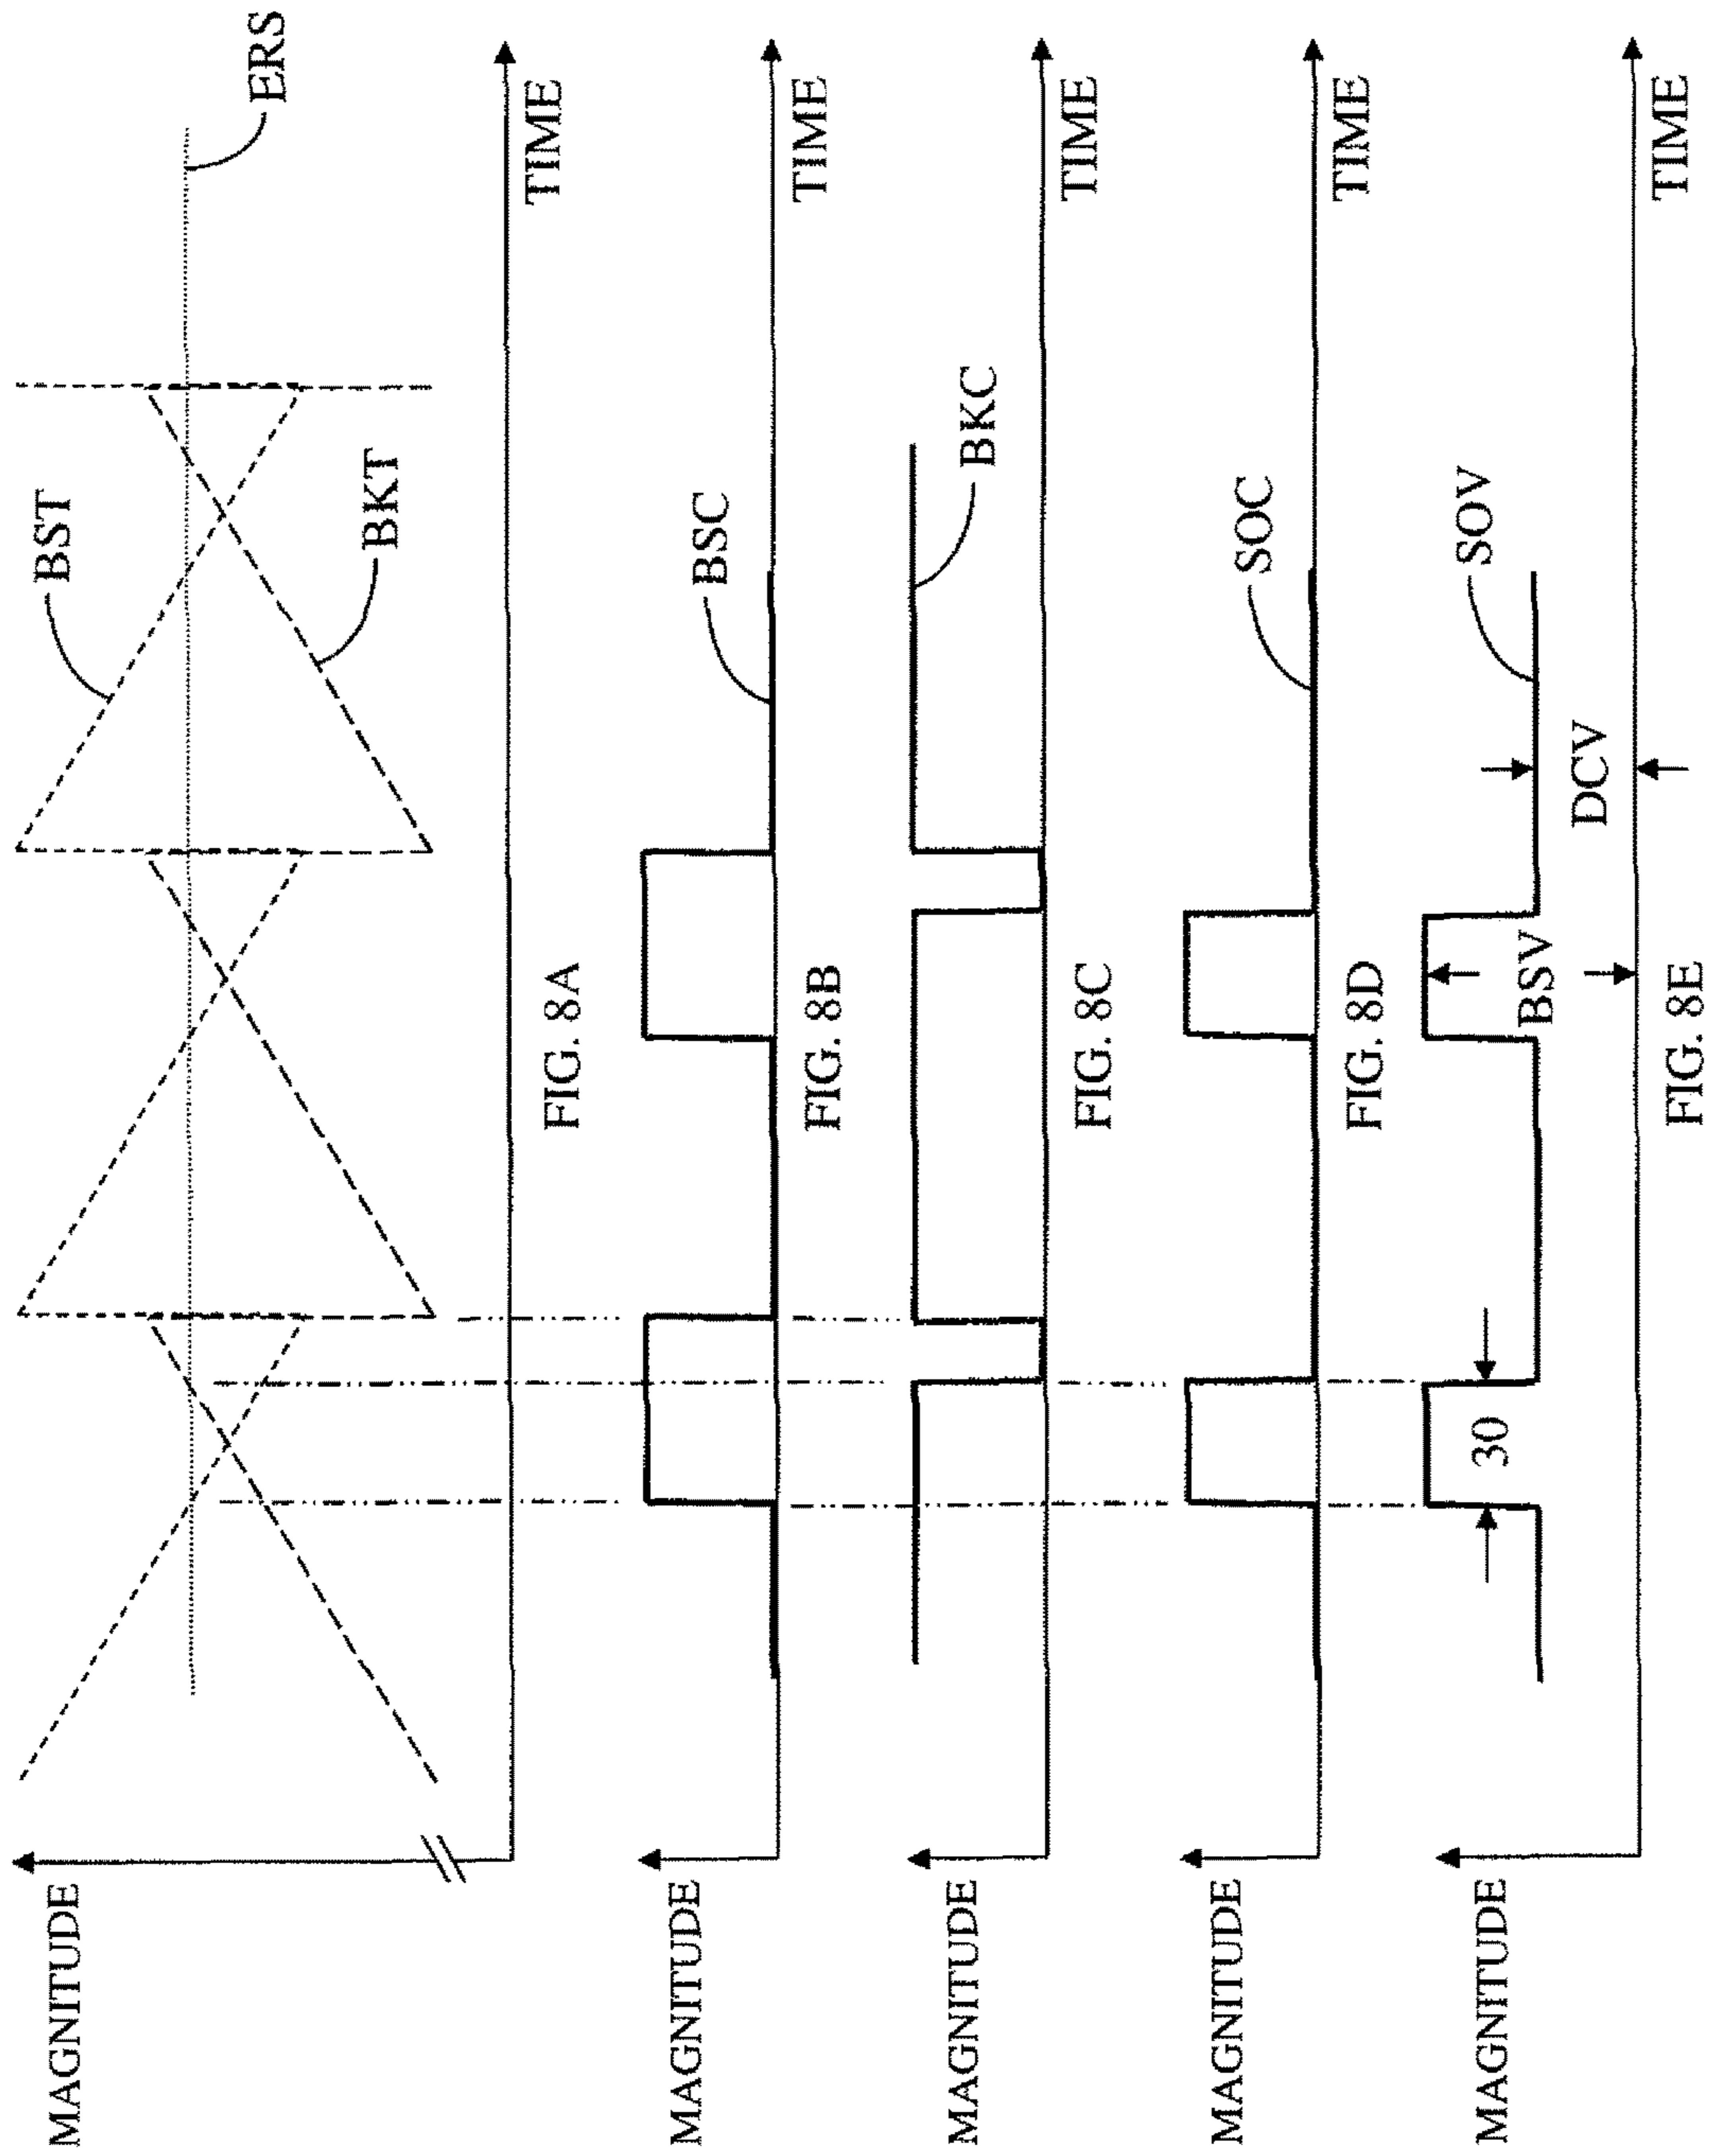 MAGNITUDE
BST
BKT
ERS
TIME
FIG. 8A
MAGNITUDE
BSC
TIME
FIG. 8B
MAGNITUDE
BKC
TIME
FIG. 8C
MAGNITUDE
SOC
TIME
FIG. 8D
MAGNITUDE
30
BSV
DCV
SOV
TIME
FIG. 8E